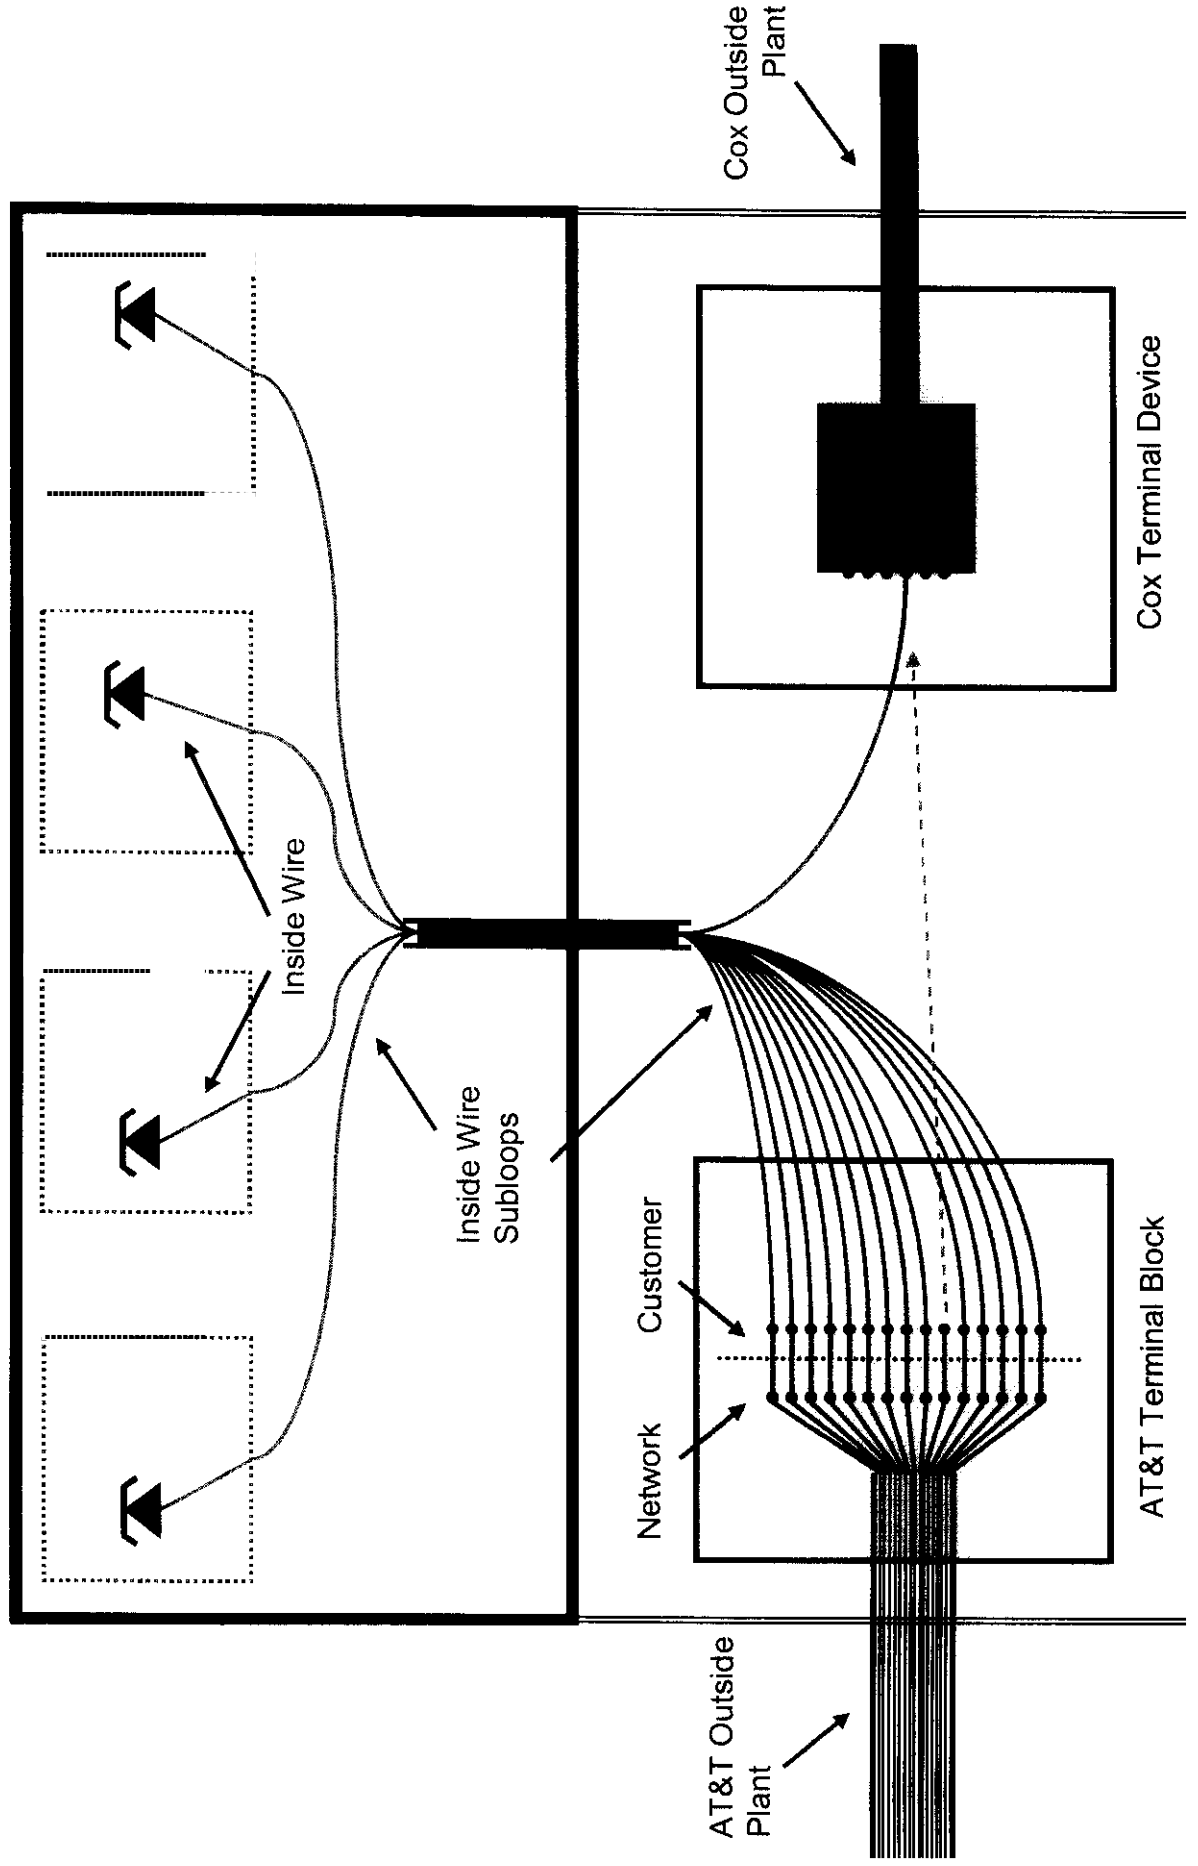 Inside Wire
Inside Wire
Subloops
Network
Customer
AT&T Outside
Plant
Cox Outside
Plant
AT&T Terminal Block
Cox Terminal Device